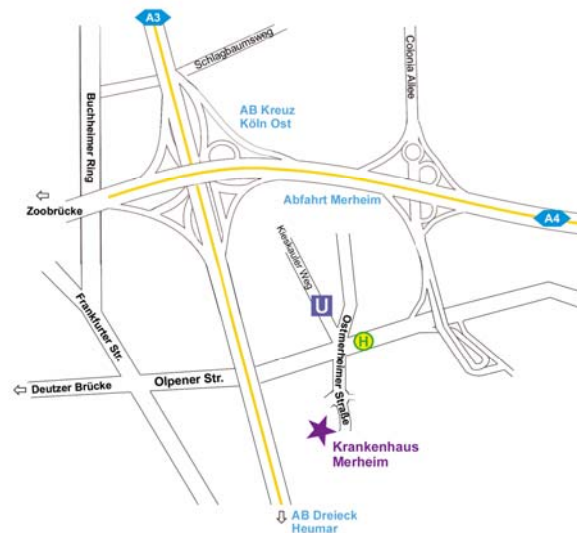 A3
Schlagbaumsweg
Colonia Allee
Buchheimer Ring
AB Kreuz
Köln Ost
Abfahrt Merheim
Zoobrücke
A4
Kieskauler Weg
U
Frankfurter Str.
Ostmerheimer Straße
H
Olpener Str.
Deutzer Brücke
Krankenhaus
Merheim
AB Dreieck
Heumar